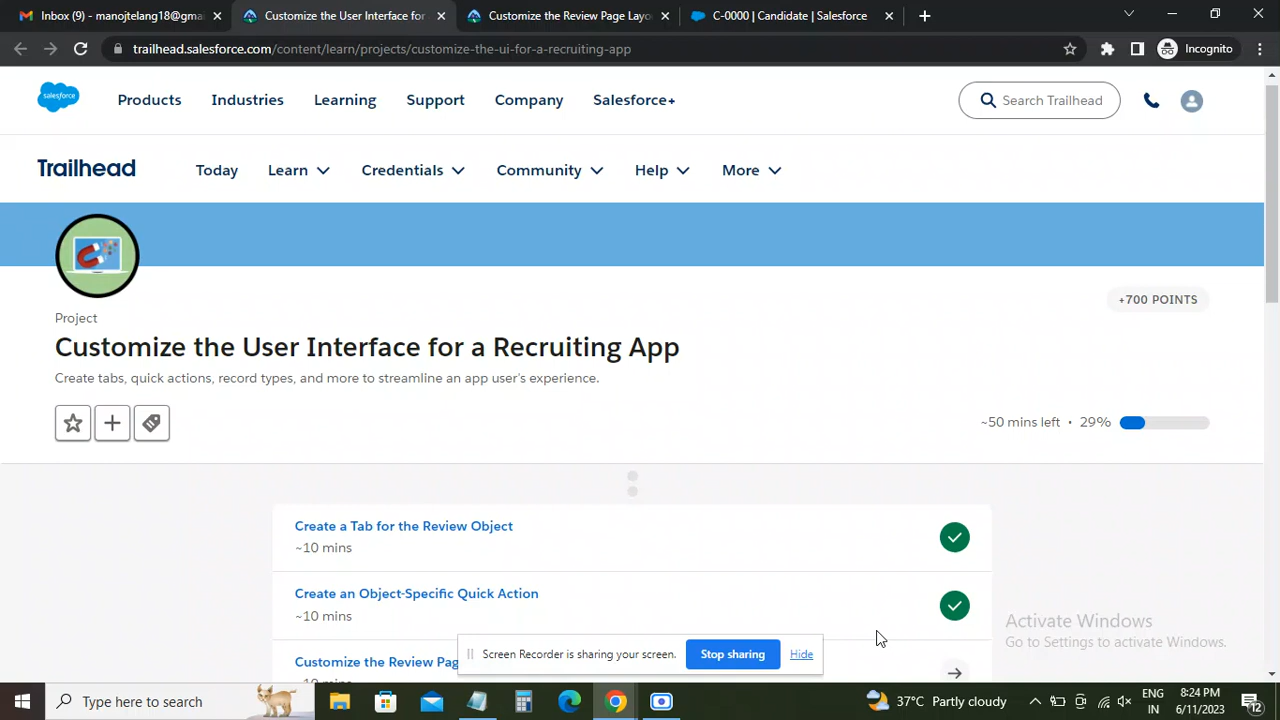 Inbox (9) - manojtelang18@gma
Customize the User Interface for
Customize the Review Page Layo
C-0000 | Candidate | Salesforce
trailhead.salesforce.com/content/learn/projects/customize-the-ui-for-a-recruiting-app
Incognito
salesforce
Products
Industries
Learning
Support
Company
Salesforce+
Search Trailhead
Trailhead
Today
Learn
Credentials
Community
Help
More
+700 POINTS
Project
Customize the User Interface for a Recruiting App
Create tabs, quick actions, record types, and more to streamline an app user's experience.
~50 mins left • 29%
Create a Tab for the Review Object
~10 mins
Create an Object-Specific Quick Action
~10 mins
Customize the Review Pag
Screen Recorder is sharing your screen.
Stop sharing
Hide
Activate Windows
Go to Settings to activate Windows.
Type here to search
37°C Partly cloudy
ENG
IN
8:24 PM
6/11/2023
12